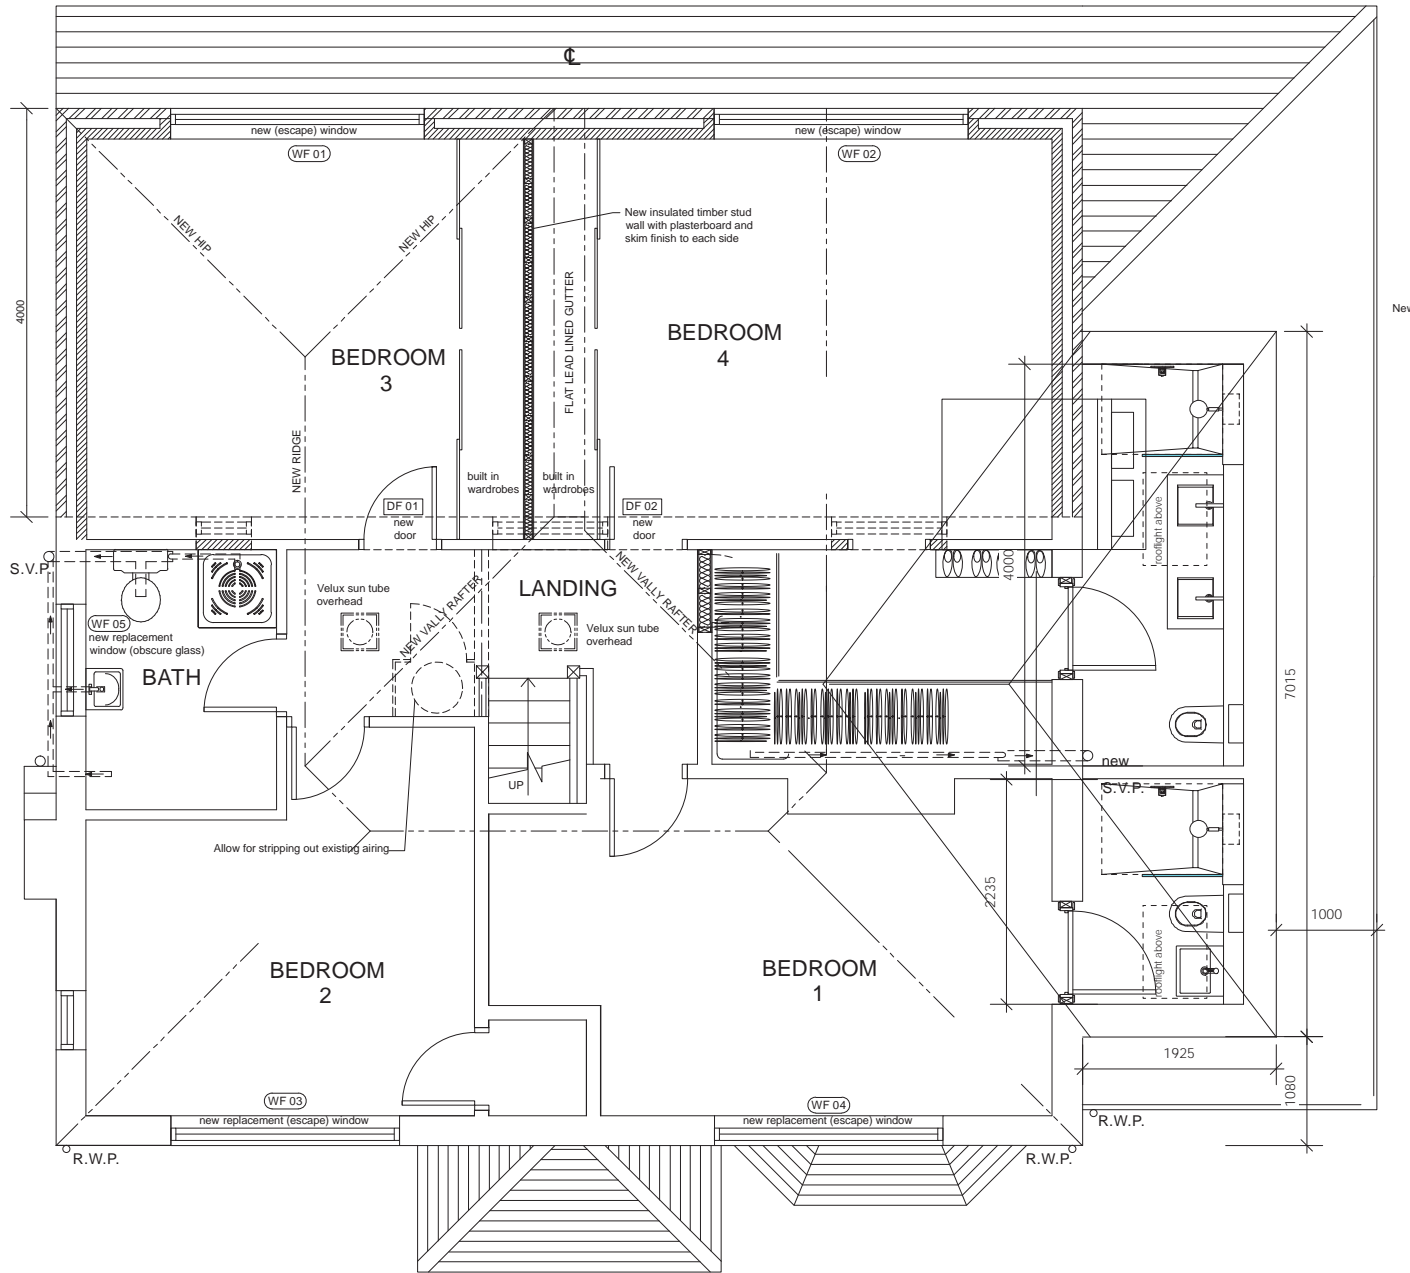 ℄
new (escape) window
WF 01
new (escape) window
WF 02
NEW HIP
NEW HIP
New insulated timber stud
wall with plasterboard and
skim finish to each side
4000
New
FLAT LEAD LINED GUTTER
BEDROOM
3
BEDROOM
4
NEW RIDGE
built in
wardrobes
built in
wardrobes
DF 01
new
door
DF 02
new
door
rooflight above
4000
S.V.P.
Velux sun tube
overhead
NEW VALLY RAFTER
LANDING
NEW VALLY RAFTER
WF 05
new replacement
window (obscure glass)
Velux sun tube
overhead
BATH
7015
UP
new
S.V.P.
Allow for stripping out existing airing
2235
1000
rooflight above
BEDROOM
2
BEDROOM
1
1925
1080
WF 03
new replacement (escape) window
WF 04
new replacement (escape) window
R.W.P.
R.W.P.
R.W.P.